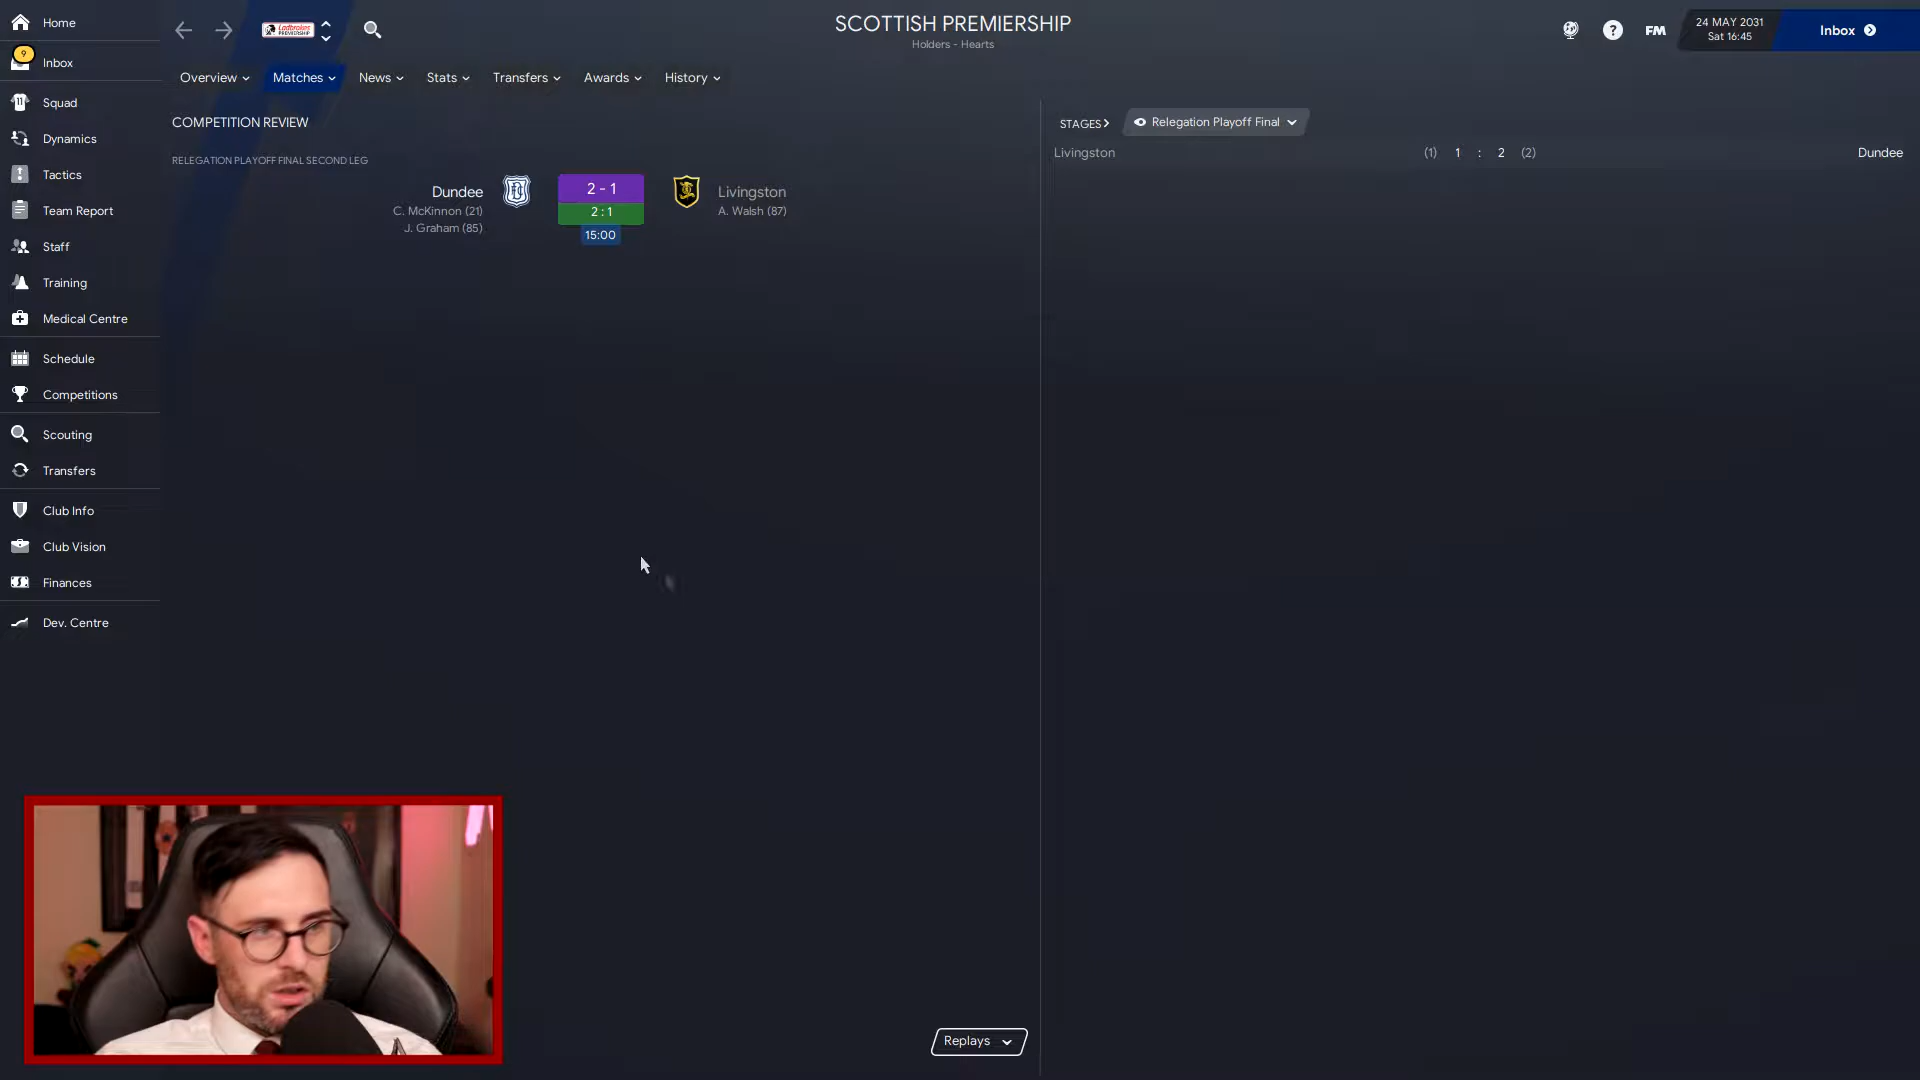 Home
9
Inbox
Squad
Dynamics
Tactics
Team Report
Staff
Training
Medical Centre
Schedule
Competitions
Scouting
Transfers
Club Info
Club Vision
Finances
Dev. Centre
Ladbrokes
PREMIERSHIP
SCOTTISH PREMIERSHIP
Holders - Hearts
?
FM
24 MAY 2031
Sat 16:45
Inbox
Overview
Matches
News
Stats
Transfers
Awards
History
COMPETITION REVIEW
RELEGATION PLAYOFF FINAL SECOND LEG
Dundee
2 - 1
Livingston
C. McKinnon (21)
2 : 1
A. Walsh (87)
J. Graham (85)
15:00
STAGES
Relegation Playoff Final
Livingston (1) 1 : 2 (2) Dundee
Replays